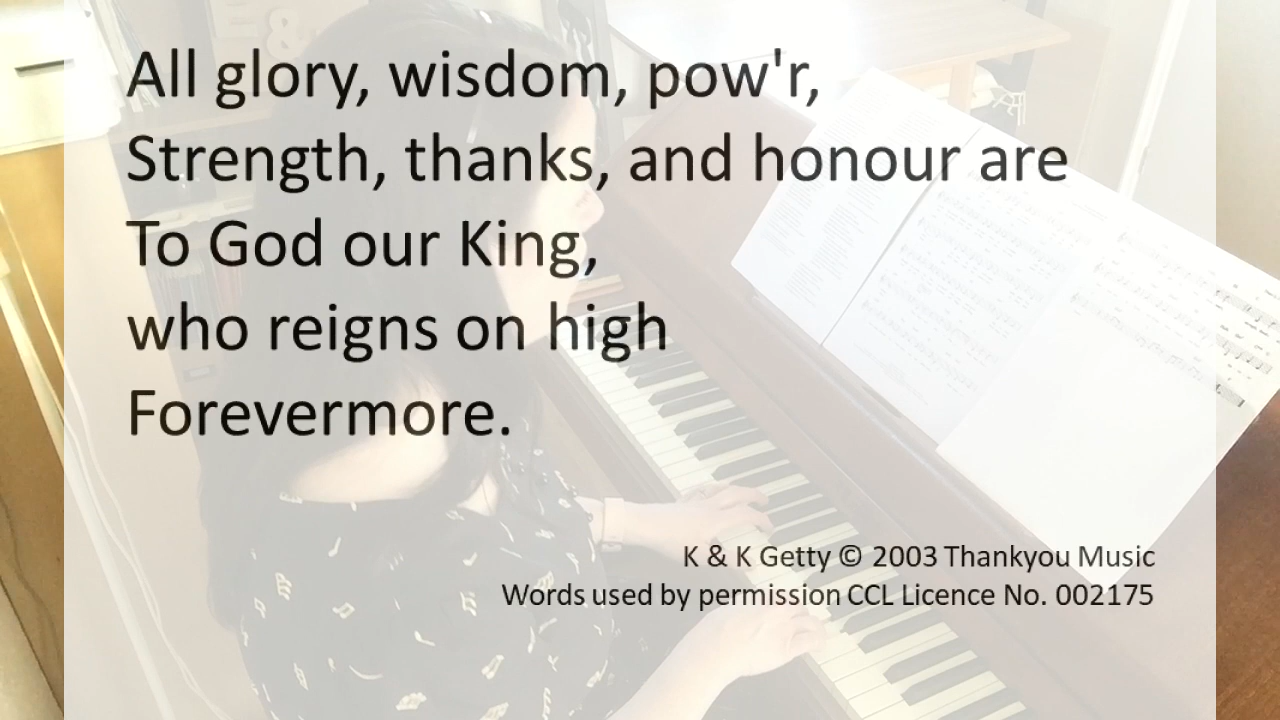 All glory, wisdom, pow'r,
Strength, thanks, and honour are
To God our King,
who reigns on high
Forevermore.
K & K Getty © 2003 Thankyou Music
Words used by permission CCL Licence No. 002175